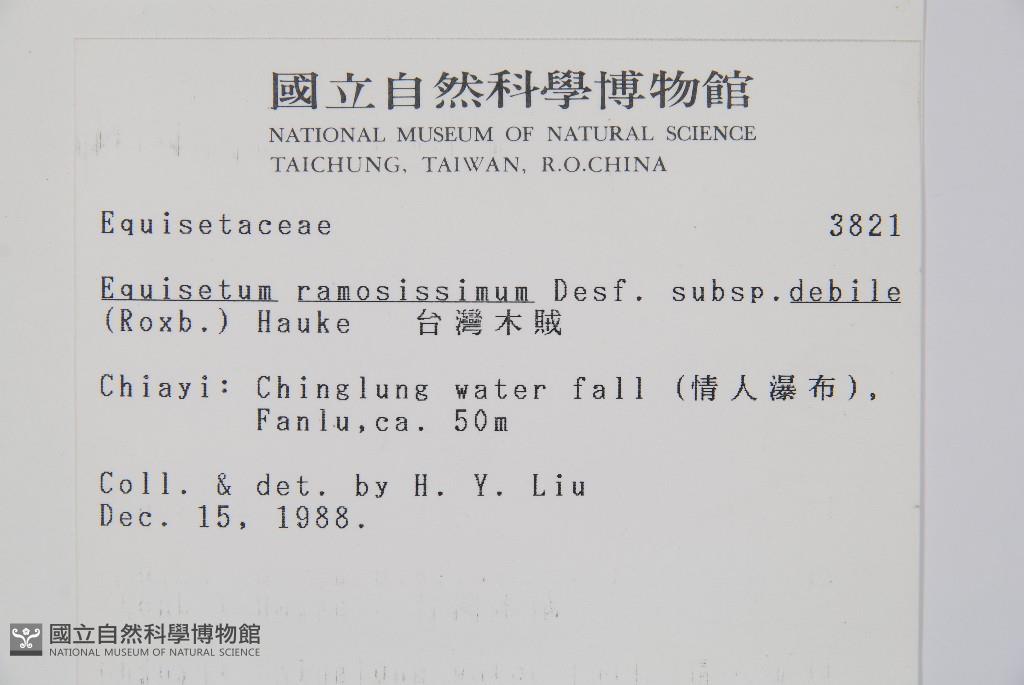 國立自然科學博物館
NATIONAL MUSEUM OF NATURAL SCIENCE
TAICHUNG, TAIWAN, R.O.CHINA
Equisetaceae 3821
Equisetum ramosissimum Desf. subsp.debile
(Roxb.) Hauke 台灣木賊
Chiayi: Chinglung water fall (情人瀑布),
Fanlu,ca. 50m
Coll. & det. by H. Y. Liu
Dec. 15, 1988.
國立自然科學博物館
NATIONAL MUSEUM OF NATURAL SCIENCE